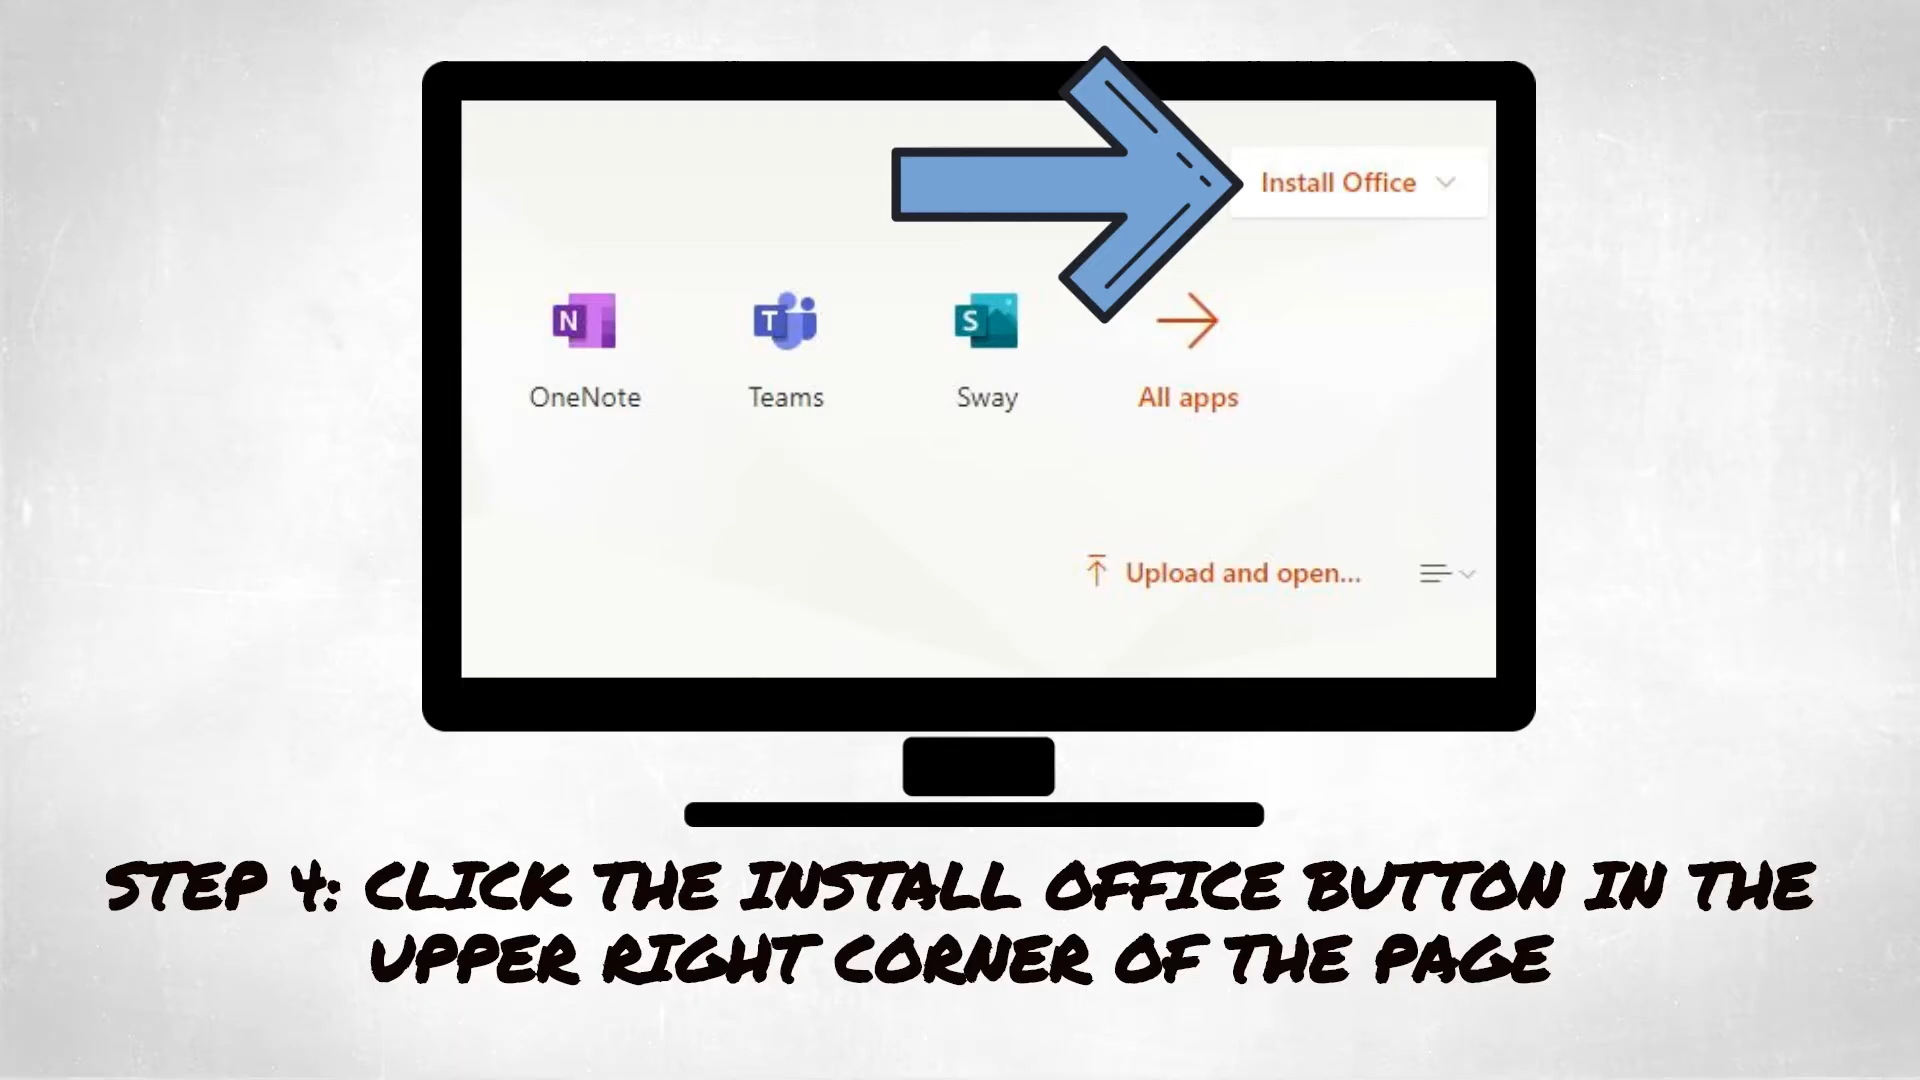 Install Office
N
T
S
OneNote
Teams
Sway
All apps
Upload and open...
STEP 4: CLICK THE INSTALL OFFICE BUTTON IN THE
UPPER RIGHT CORNER OF THE PAGE